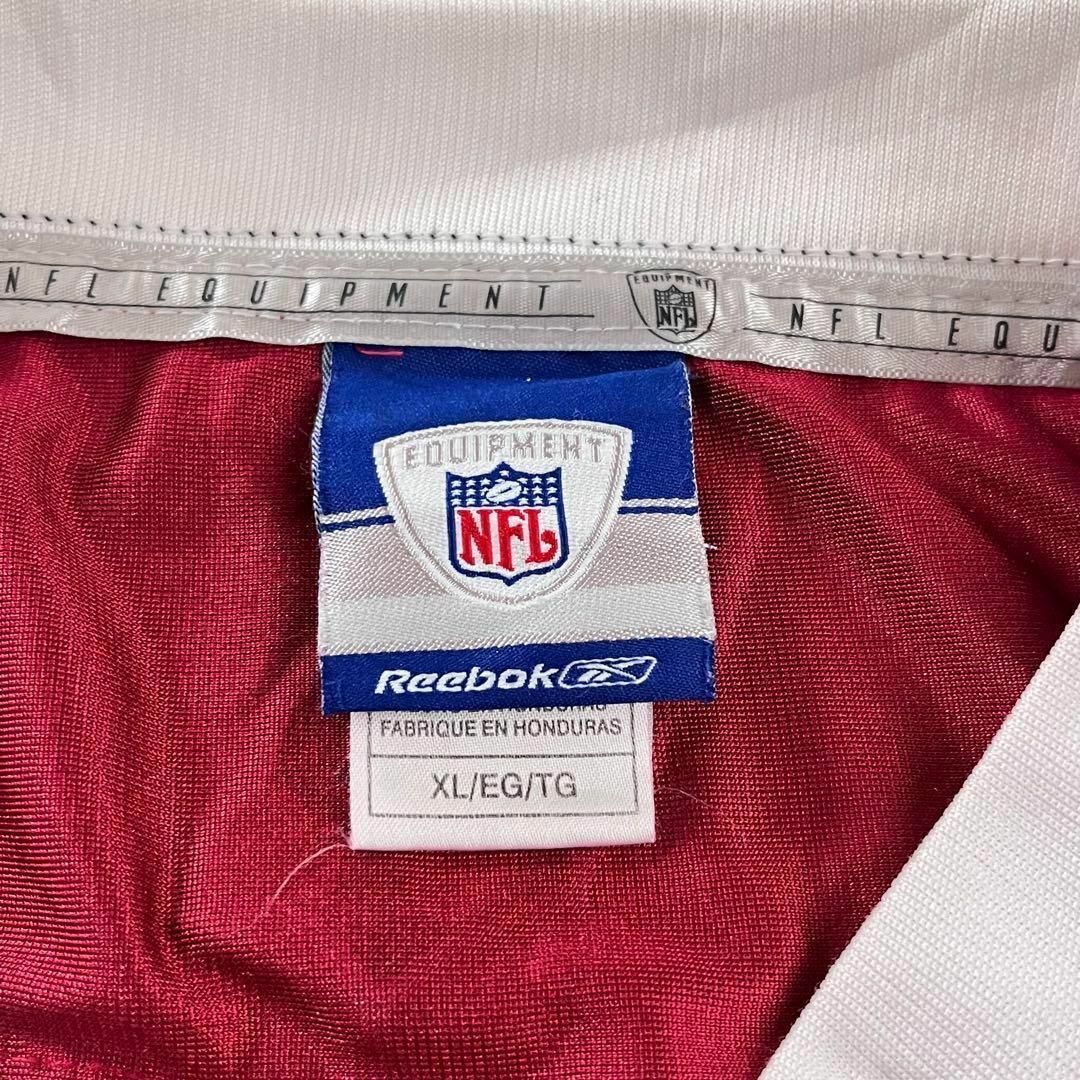 NFL EQUIPMENT
EQUIPMENT
NFL
NFL EQU
EQUIPMENT
NFL
Reebok
FABRIQUE EN HONDURAS
XL/EG/TG